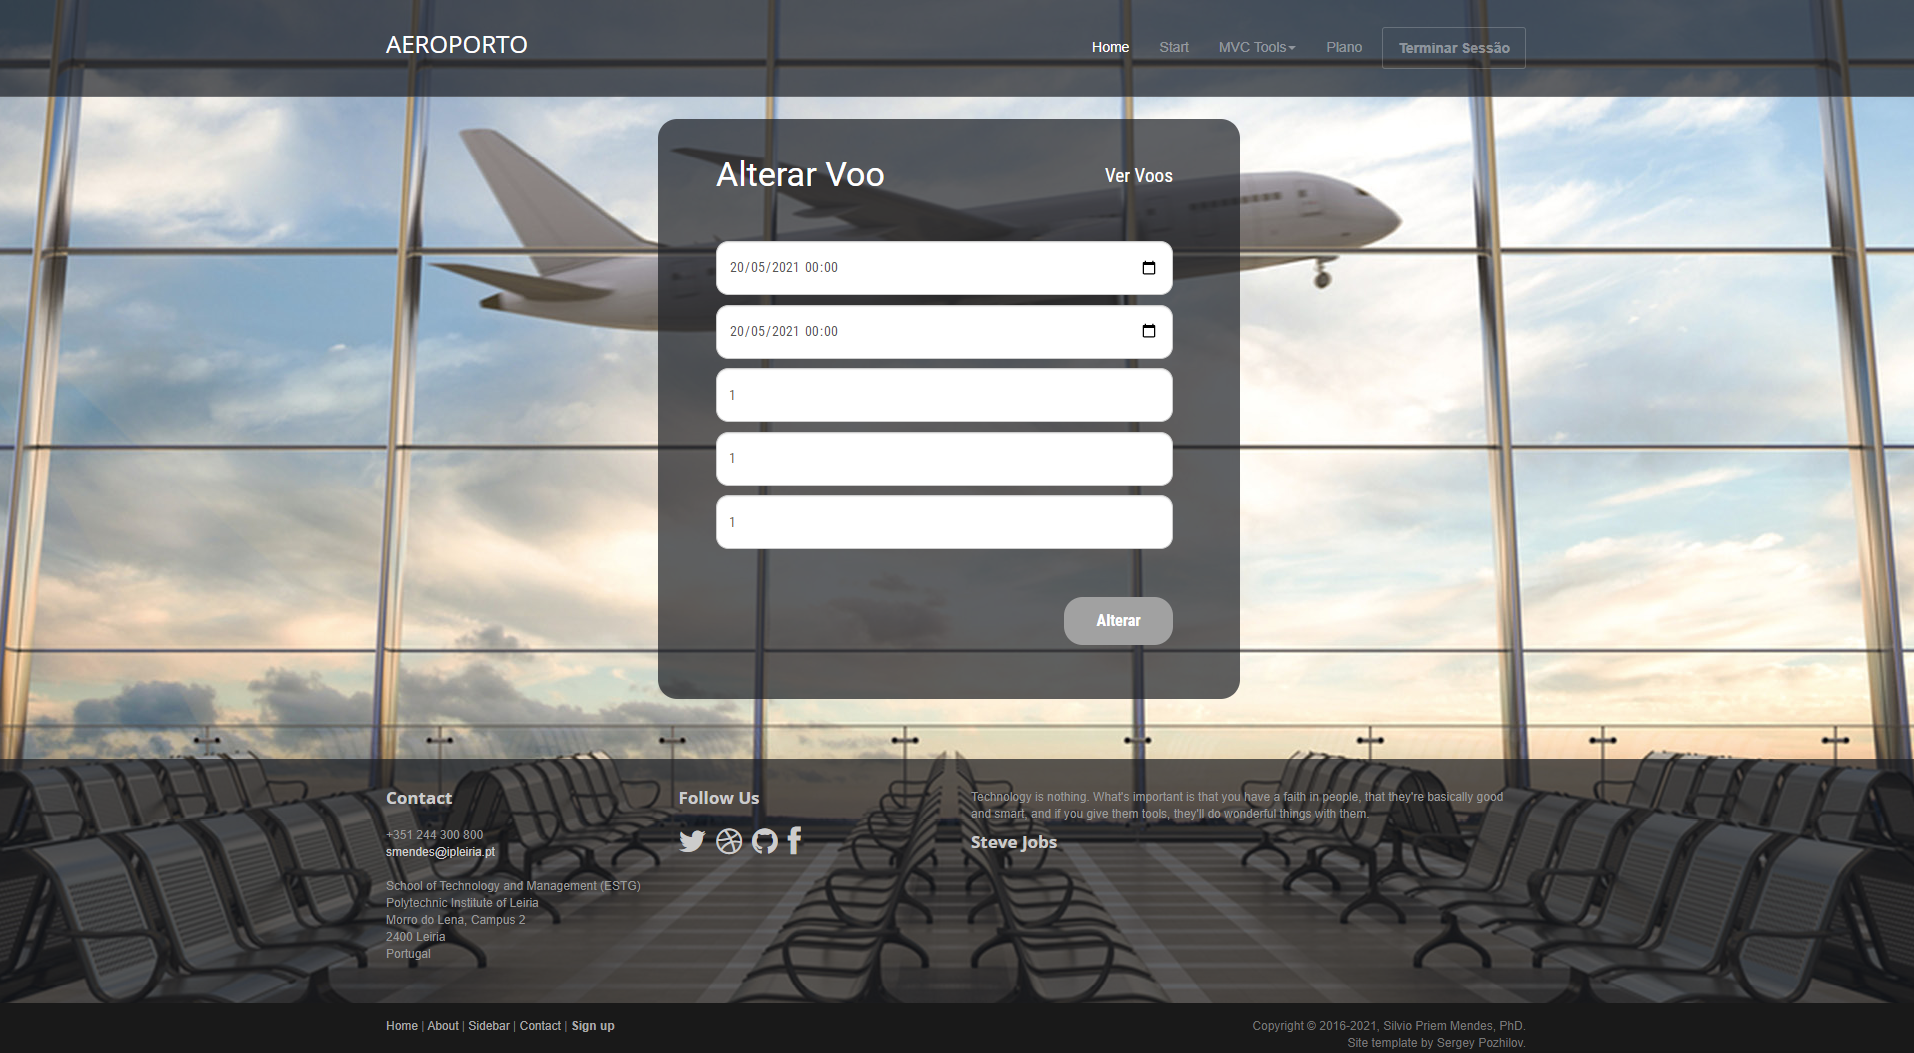 AEROPORTO
Home Start MVC Tools Plano Terminar Sessão
Alterar Voo
Ver Voos
20/05/2021 00:00
20/05/2021 00:00
1
1
1
Alterar
Contact
+351 244 300 800
smendes@ipleiria.pt
School of Technology and Management (ESTG)
Polytechnic Institute of Leiria
Morro do Lena, Campus 2
2400 Leiria
Portugal
Follow Us
Technology is nothing. What's important is that you have a faith in people, that they're basically good
and smart, and if you give them tools, they'll do wonderful things with them.
Steve Jobs
Home | About | Sidebar | Contact | Sign up
Copyright © 2016-2021, Silvio Priem Mendes, PhD.
Site template by Sergey Pozhilov.